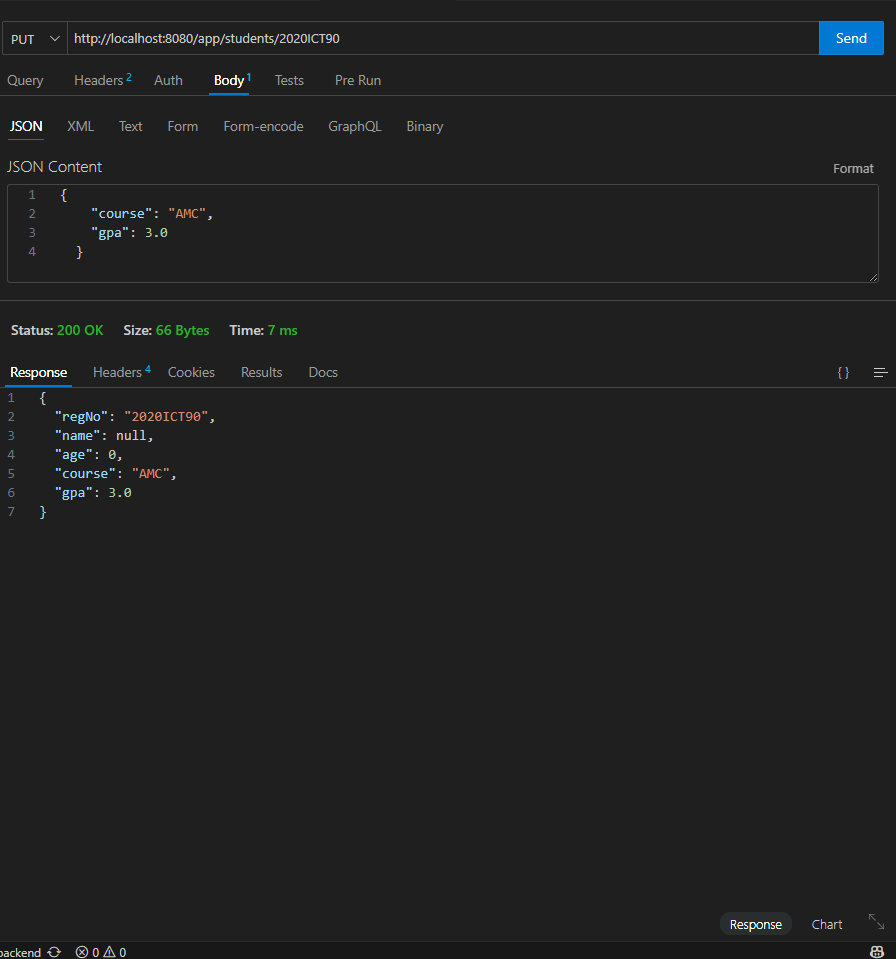 PUT http://localhost:8080/app/students/2020ICT90 Send
Query Headers 2 Auth Body 1 Tests Pre Run
JSON XML Text Form Form-encode GraphQL Binary
JSON Content Format
1 {
2 "course": "AMC",
3 "gpa": 3.0
4 }
Status: 200 OK Size: 66 Bytes Time: 7 ms
Response Headers 4 Cookies Results Docs { }
1 {
2 "regNo": "2020ICT90",
3 "name": null,
4 "age": 0,
5 "course": "AMC",
6 "gpa": 3.0
7 }
Response Chart
backend 0 0